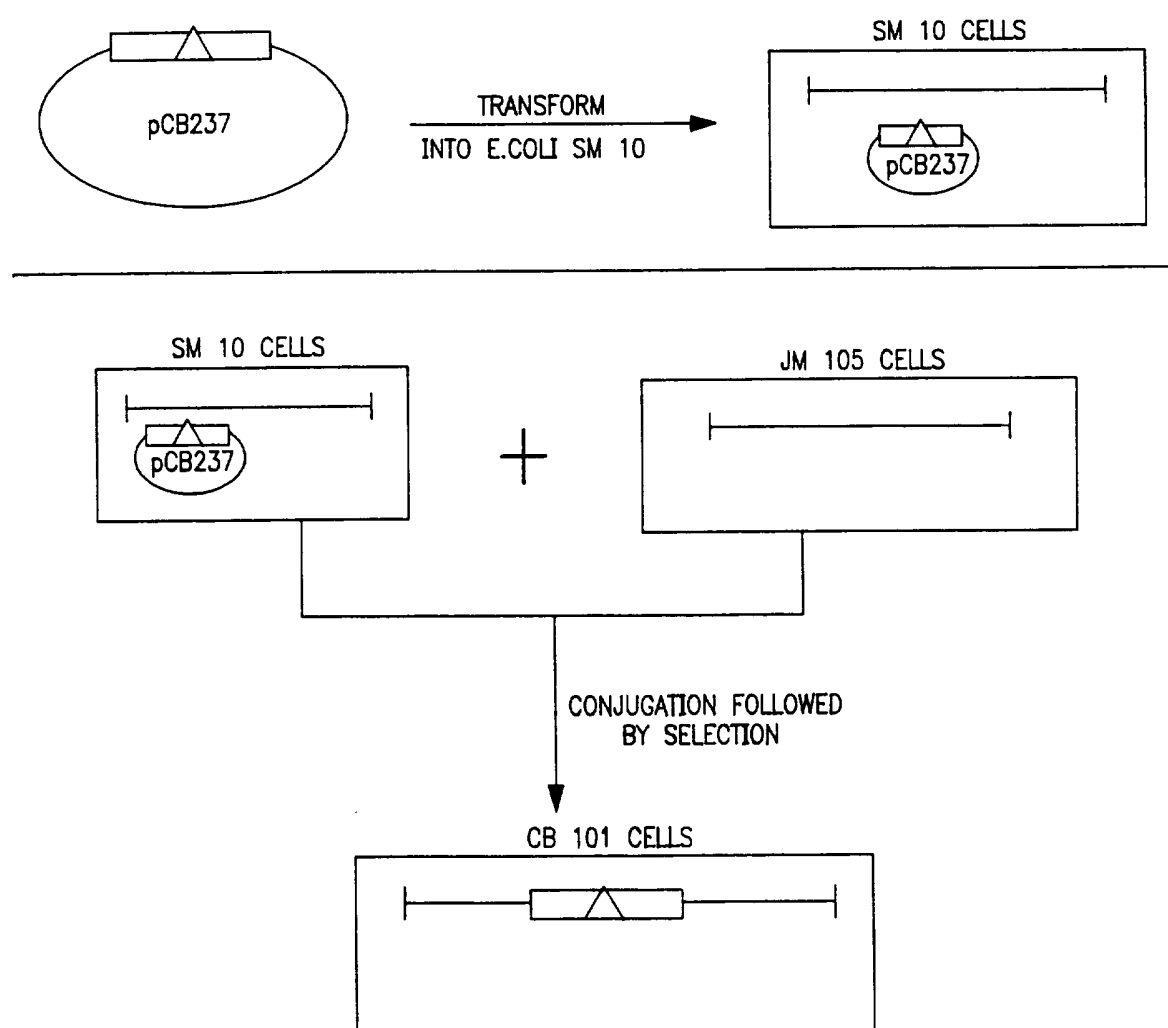 pCB237
TRANSFORM
INTO E.COLI SM 10
SM 10 CELLS
pCB237
SM 10 CELLS
pCB237
JM 105 CELLS
CONJUGATION FOLLOWED
BY SELECTION
CB 101 CELLS